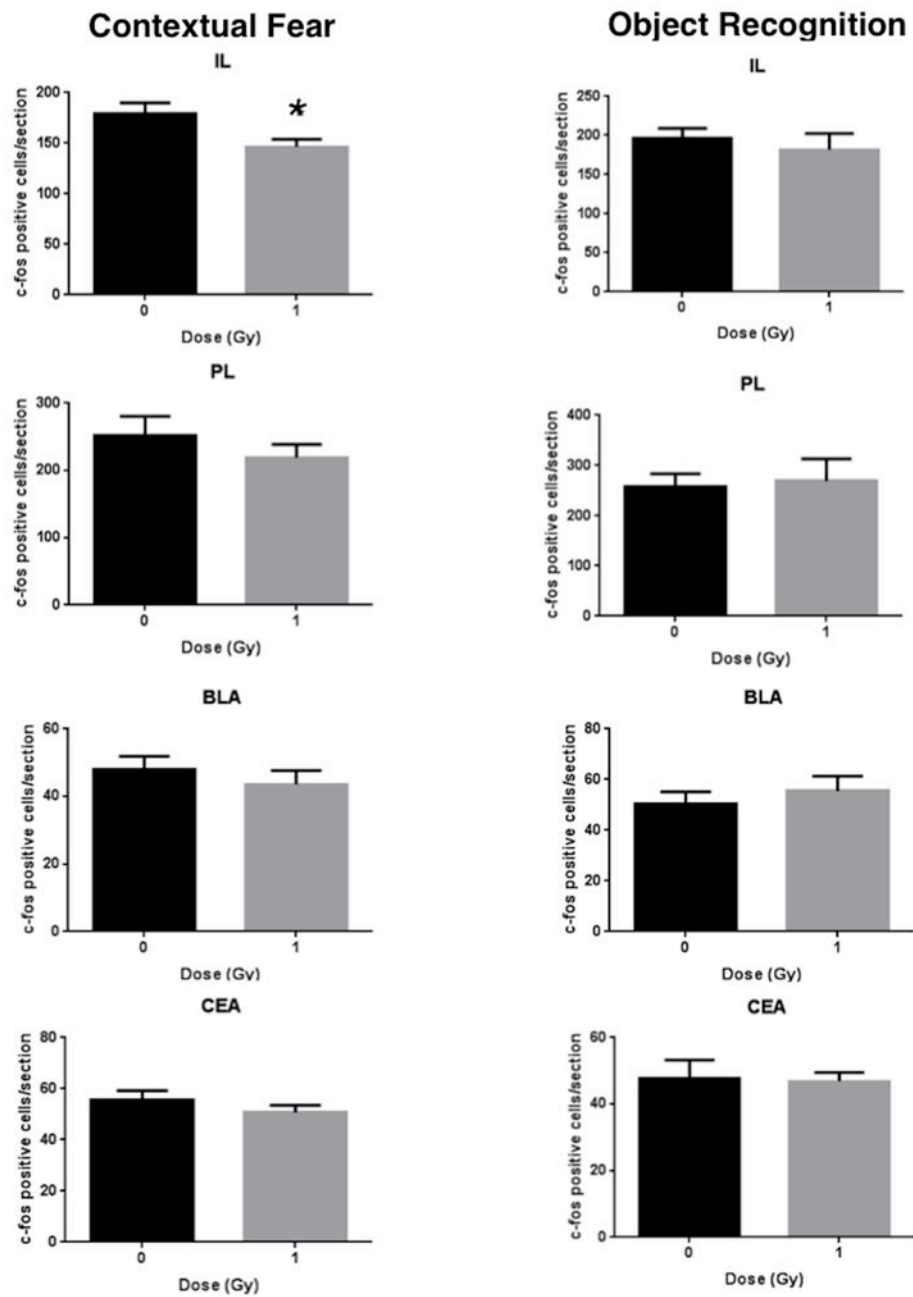 Contextual Fear
Object Recognition
IL
c-fos positive cells/section
200
150
100
50
0
0
1
*
Dose (Gy)
IL
c-fos positive cells/section
250
200
150
200
50
0
0
1
Dose (Gy)
PL
c-fos positive cells/section
300
200
100
0
0
1
Dose (Gy)
PL
c-fos positive cells/section
400
300
200
100
0
0
1
Dose (Gy)
BLA
c-fos positive cells/section
60
40
20
0
0
1
Dose (Gy)
BLA
c-fos positive cells/section
80
60
40
20
0
0
1
Dose (Gy)
CEA
c-fos positive cells/section
80
60
40
20
0
0
1
Dose (Gy)
CEA
c-fos positive cells/section
60
40
20
0
0
1
Dose (Gy)